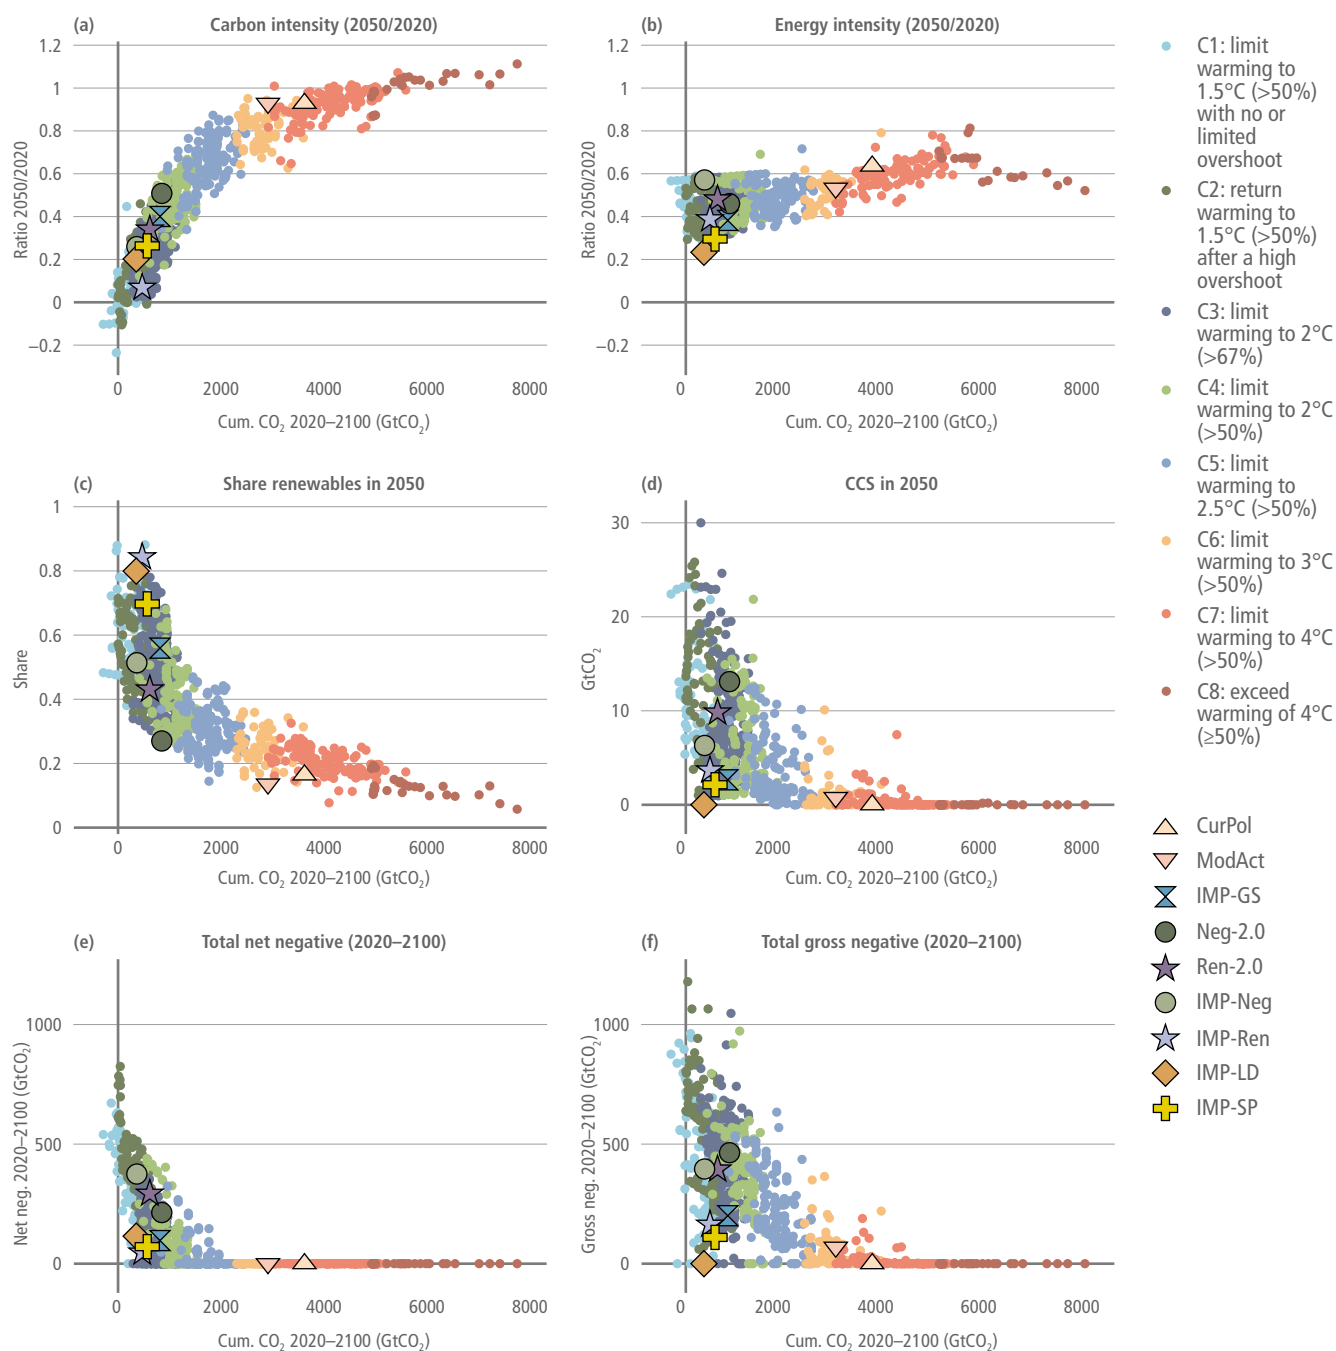 (a) Carbon intensity (2050/2020)
1.2
1
0.8
0.6
0.4
0.2
0
−0.2
Ratio 2050/2020
0 2000 4000 6000 8000
Cum. CO₂ 2020–2100 (GtCO₂)
(b) Energy intensity (2050/2020)
1.2
1
0.8
0.6
0.4
0.2
0
−0.2
Ratio 2050/2020
0 2000 4000 6000 8000
Cum. CO₂ 2020–2100 (GtCO₂)
(c) Share renewables in 2050
1
0.8
0.6
0.4
0.2
0
Share
0 2000 4000 6000 8000
Cum. CO₂ 2020–2100 (GtCO₂)
(d) CCS in 2050
30
20
10
0
GtCO₂
0 2000 4000 6000 8000
Cum. CO₂ 2020–2100 (GtCO₂)
(e) Total net negative (2020–2100)
1000
500
0
Net neg. 2020–2100 (GtCO₂)
0 2000 4000 6000 8000
Cum. CO₂ 2020–2100 (GtCO₂)
(f) Total gross negative (2020–2100)
1000
500
0
Gross neg. 2020–2100 (GtCO₂)
0 2000 4000 6000 8000
Cum. CO₂ 2020–2100 (GtCO₂)
C1: limit
warming to
1.5°C (>50%)
with no or
limited
overshoot
C2: return
warming to
1.5°C (>50%)
after a high
overshoot
C3: limit
warming to 2°C
(>67%)
C4: limit
warming to 2°C
(>50%)
C5: limit
warming to
2.5°C (>50%)
C6: limit
warming to 3°C
(>50%)
C7: limit
warming to 4°C
(>50%)
C8: exceed
warming of 4°C
(≥50%)
CurPol
ModAct
IMP-GS
Neg-2.0
Ren-2.0
IMP-Neg
IMP-Ren
IMP-LD
IMP-SP